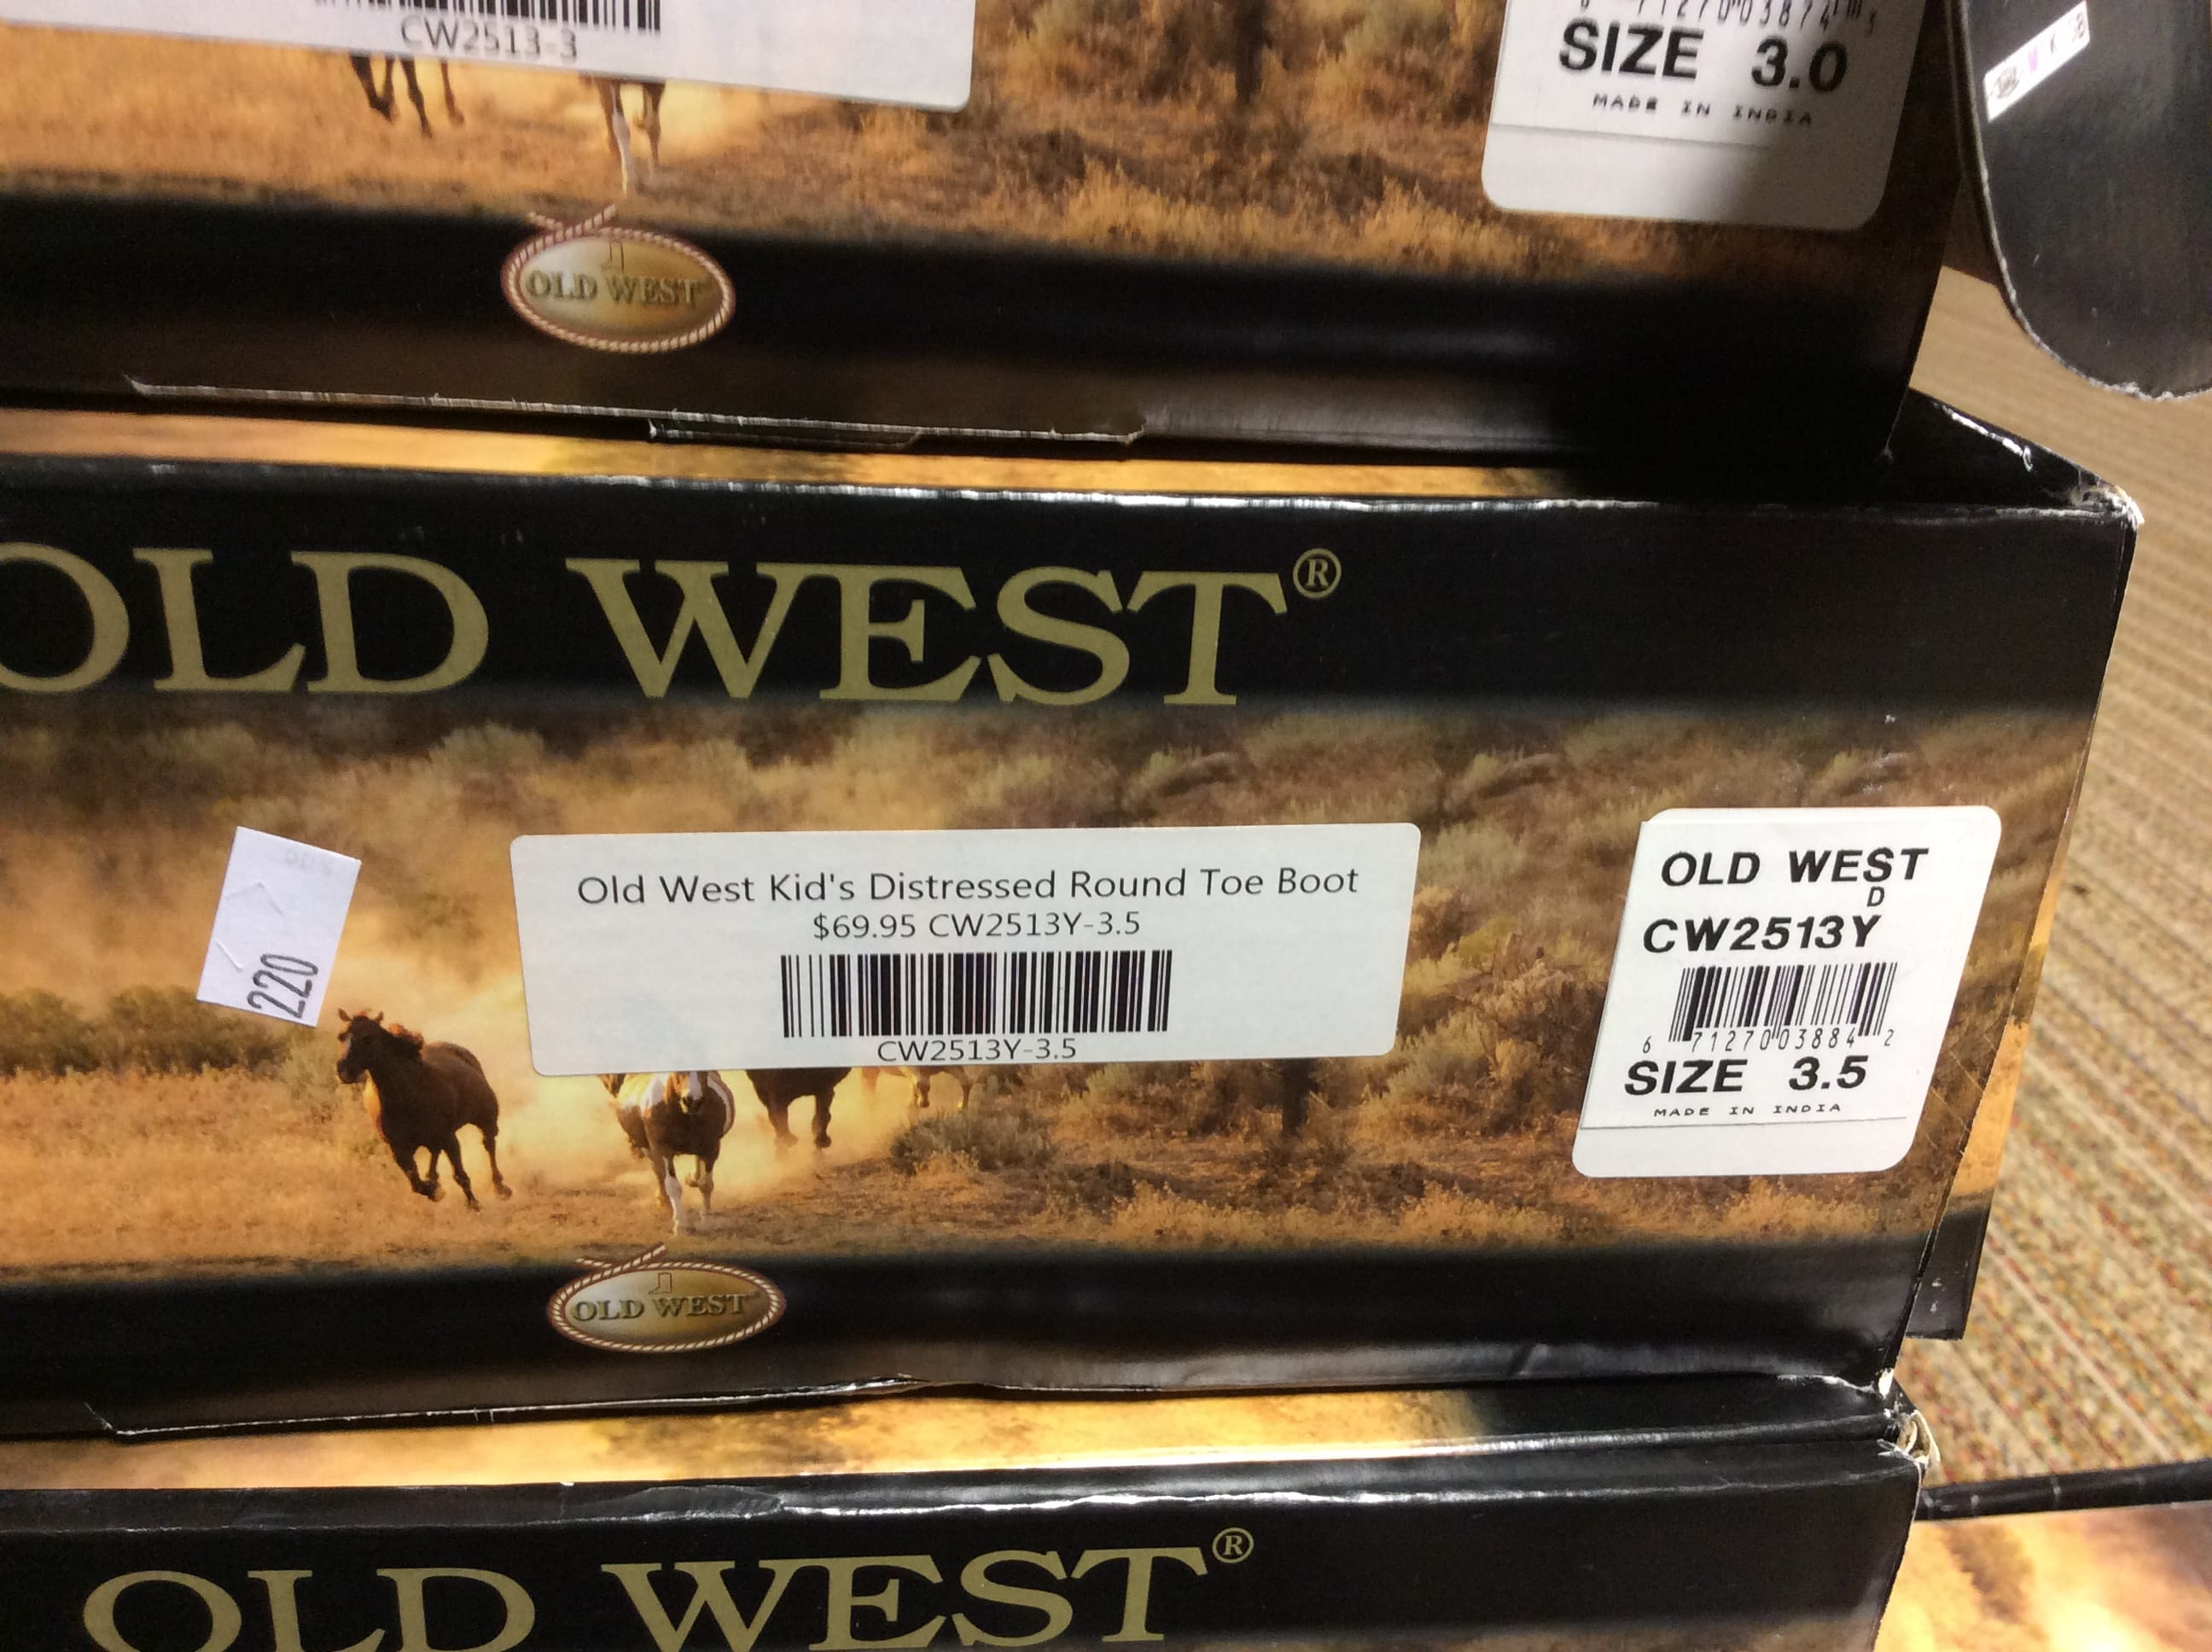 CW2513-3
SIZE 3.0
MADE IN INDIA
OLD WEST
OLD WEST®
220
Old West Kid's Distressed Round Toe Boot
$69.95 CW2513Y-3.5
CW2513Y-3.5
OLD WEST
D
CW2513Y
6 71270 03884 2
SIZE 3.5
MADE IN INDIA
OLD WEST
OLD WEST®